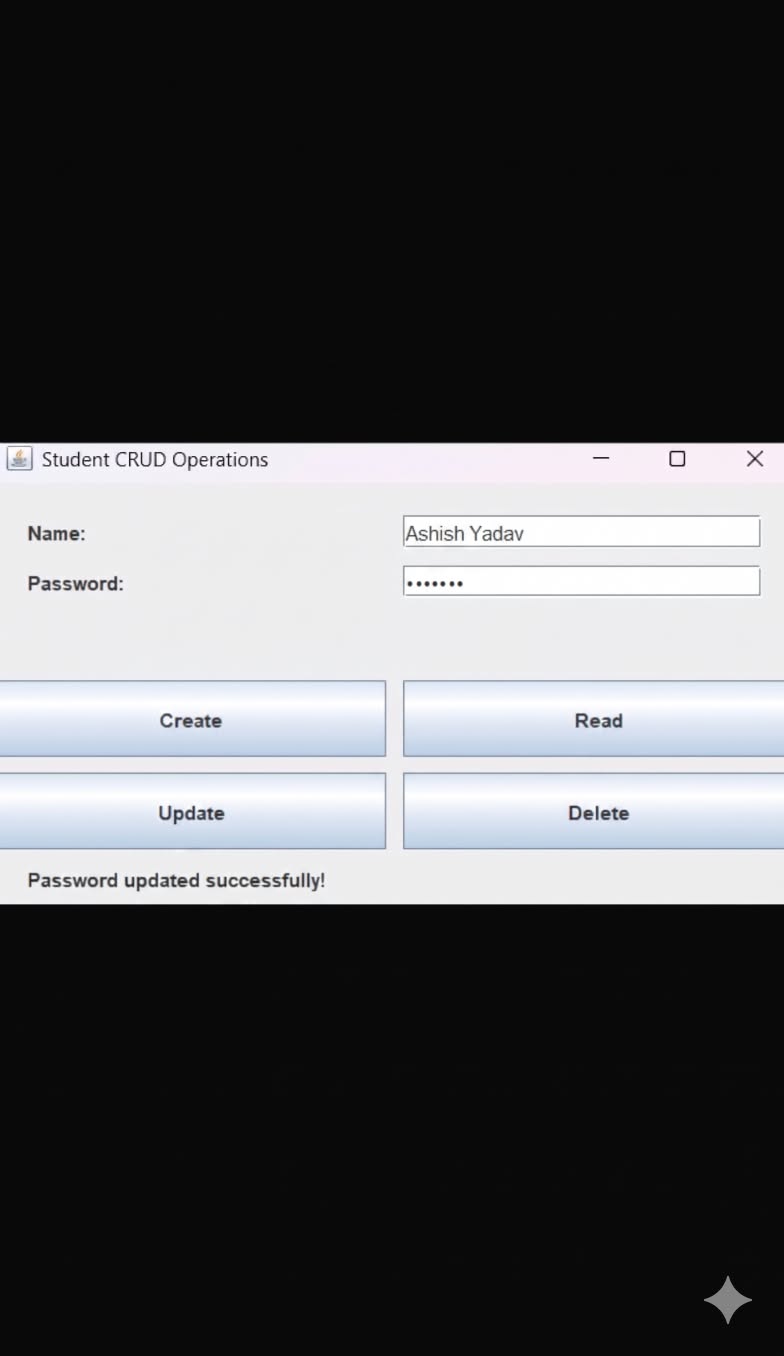 Student CRUD Operations
Name: Ashish Yadav
Password: •••••••
Create Read
Update Delete
Password updated successfully!